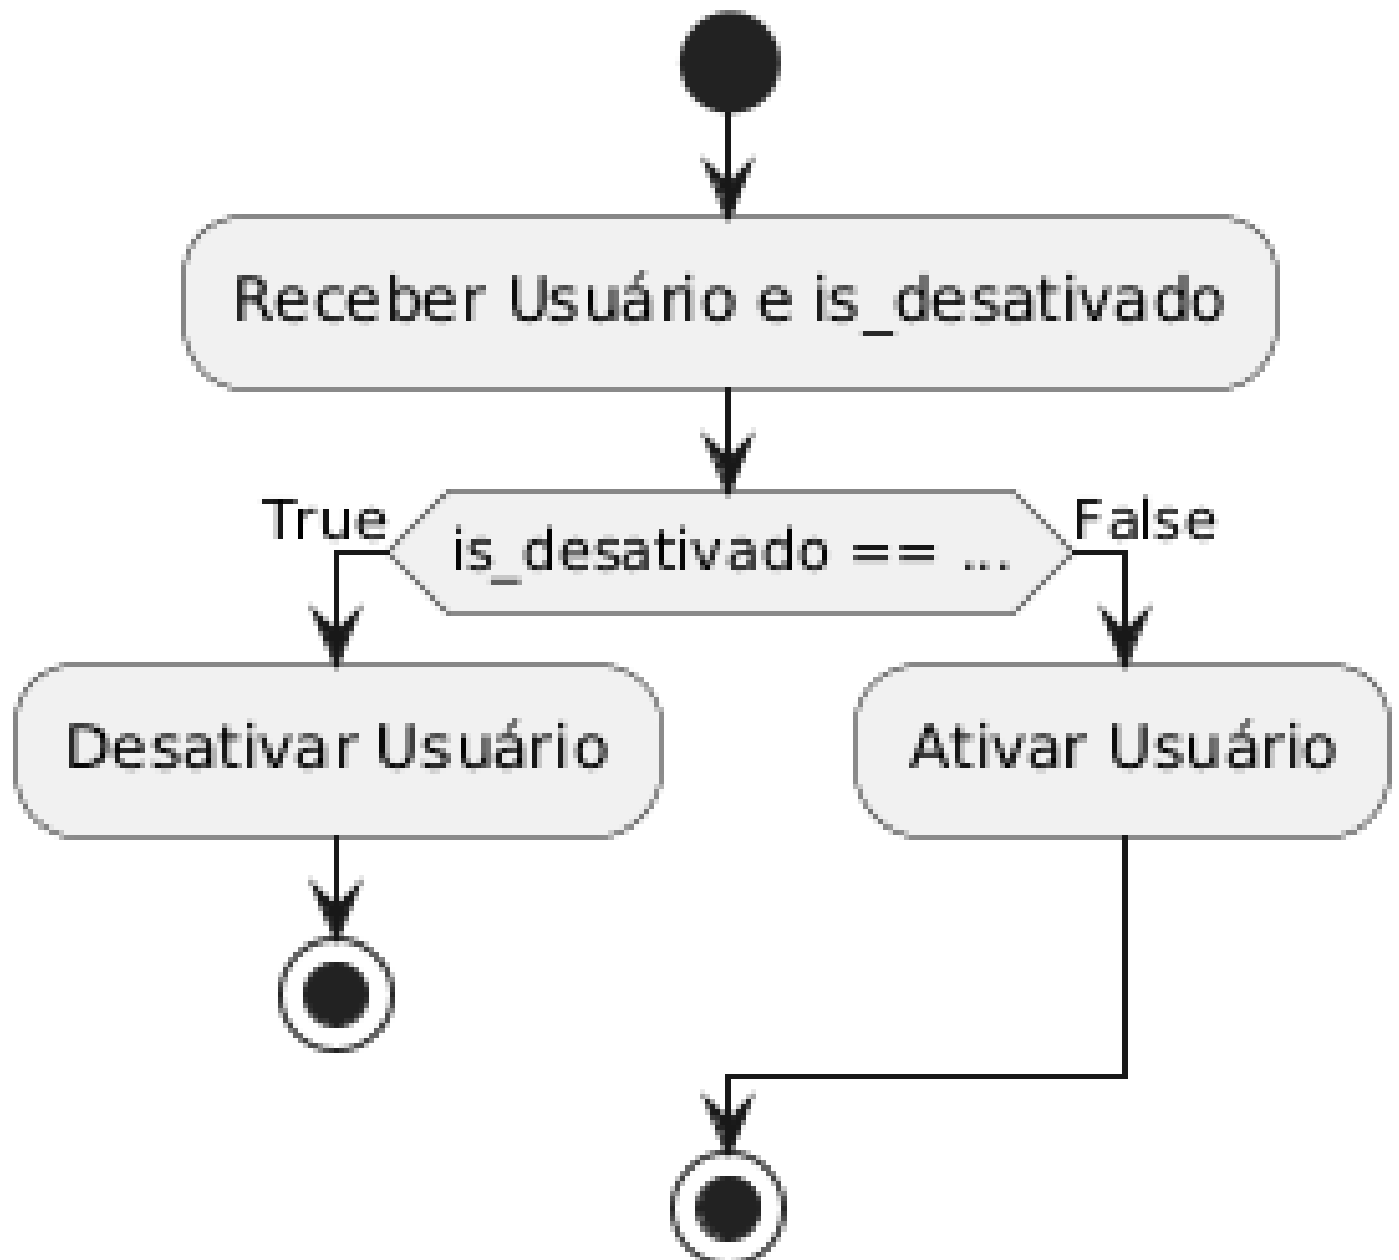 Receber Usuário e is_desativado
True
is_desativado == ...
False
Desativar Usuário
Ativar Usuário